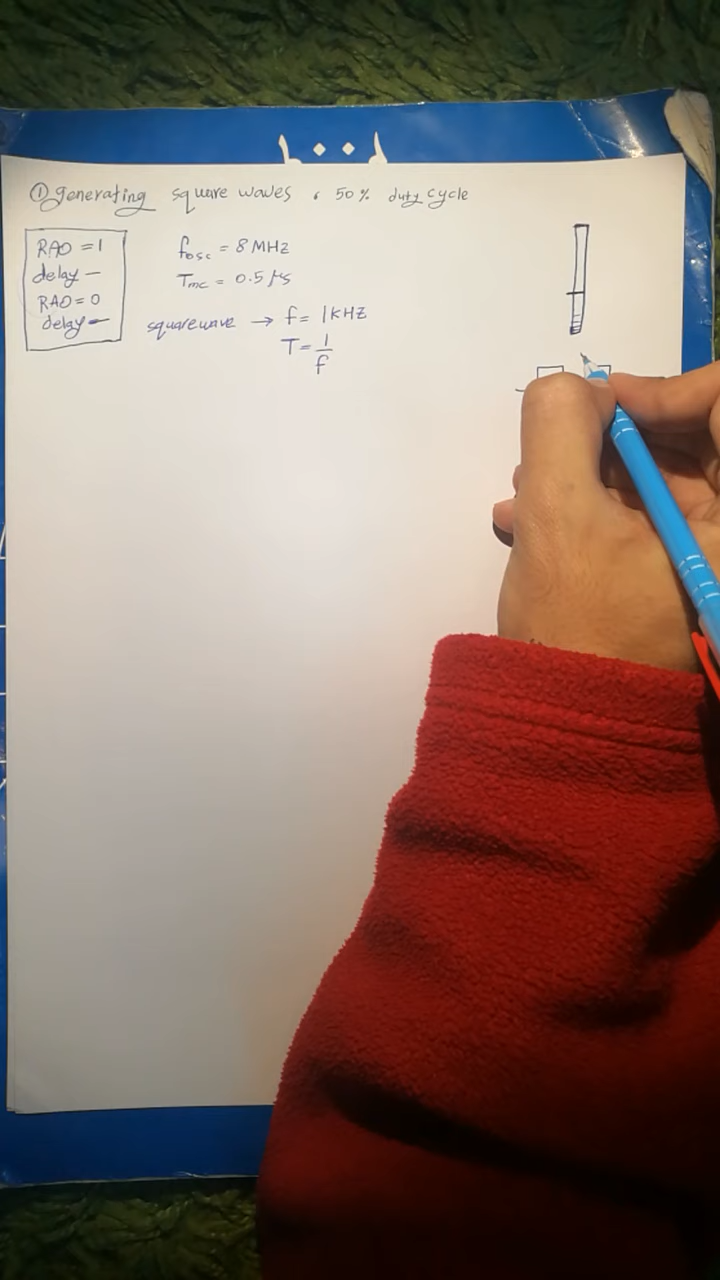 ① generating square waves , 50% duty cycle
RA0 = 1
delay —
RA0 = 0
delay —
fosc = 8 MHz
Tmc = 0.5 μs
squarewave → f = 1 KHZ
T = 1/f